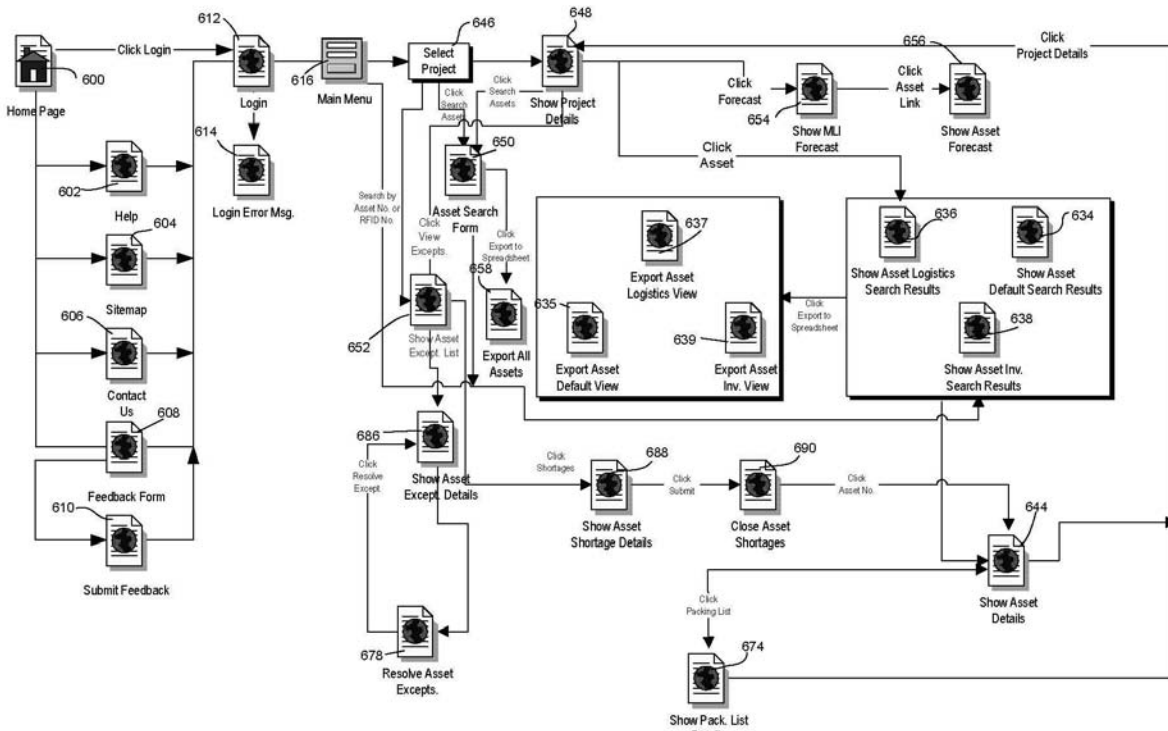 600
Home Page
Click Login
612
Login
614
Login Error Msg.
602
Help
604
Sitemap
606
Contact
Us
608
Feedback Form
610
Submit Feedback
616
Main Menu
646
Select
Project
648
Show Project
Details
Click
Search
Assets
Click
Search
Assets
650
Asset Search
Form
Search by
Asset No. or
RFID No.
Click
View
Excepts.
652
Show Asset
Except. List
Click
Export to
Spreadsheet
658
Export All
Assets
Click
Forecast
654
Show MLI
Forecast
Click
Asset
Link
656
Show Asset
Forecast
Click
Project Details
Click
Asset
637
Export Asset
Logistics View
635
Export Asset
Default View
639
Export Asset
Inv. View
Click
Export to
Spreadsheet
636
Show Asset Logistics
Search Results
634
Show Asset
Default Search Results
638
Show Asset Inv.
Search Results
686
Show Asset
Except. Details
Click
Resolve
Except.
678
Resolve Asset
Excepts.
Click
Shortages
688
Show Asset
Shortage Details
Click
Submit
690
Close Asset
Shortages
Click
Asset No.
644
Show Asset
Details
Click
Packing List
674
Show Pack. List